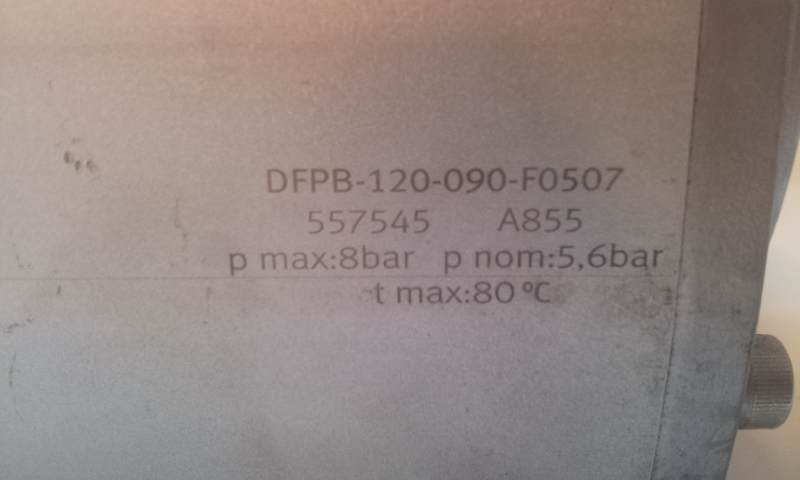 DFPB-120-090-F0507
557545 A855
p max:8bar p nom:5,6bar
t max:80 °C